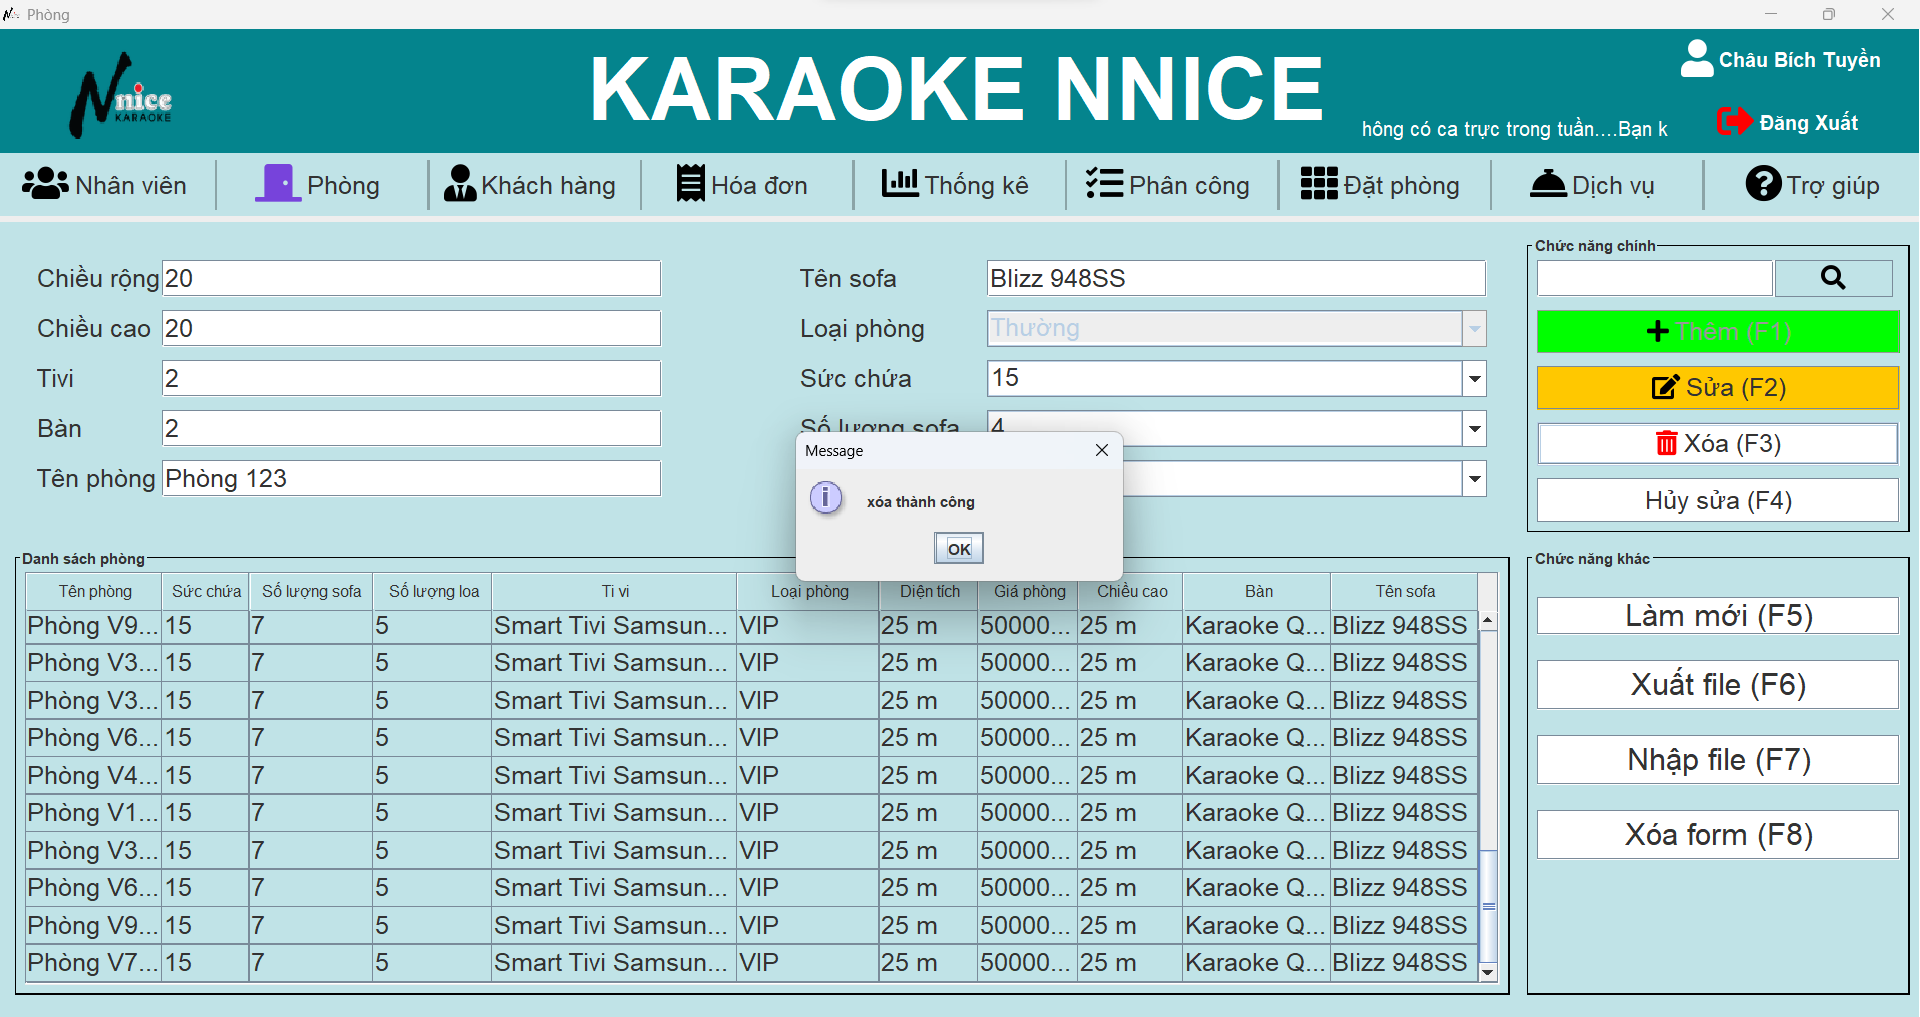 Phòng
Nnice
KARAOKE
KARAOKE NNICE
hông có ca trực trong tuần....Bạn k
Châu Bích Tuyền
Đăng Xuất
Nhân viên
Phòng
Khách hàng
Hóa đơn
Thống kê
Phân công
Đặt phòng
Dịch vụ
Trợ giúp
Chiều rộng 20
Chiều cao 20
Tivi 2
Bàn 2
Tên phòng Phòng 123
Tên sofa Blizz 948SS
Loại phòng Thường
Sức chứa 15
Số lượng sofa 4
Message
xóa thành công
OK
Chức năng chính
Thêm (F1)
Sửa (F2)
Xóa (F3)
Hủy sửa (F4)
Danh sách phòng
Tên phòng Sức chứa Số lượng sofa Số lượng loa Ti vi Loại phòng Diện tích Giá phòng Chiều cao Bàn Tên sofa
Phòng V9... 15 7 5 Smart Tivi Samsun... VIP 25 m 50000... 25 m Karaoke Q... Blizz 948SS
Phòng V3... 15 7 5 Smart Tivi Samsun... VIP 25 m 50000... 25 m Karaoke Q... Blizz 948SS
Phòng V3... 15 7 5 Smart Tivi Samsun... VIP 25 m 50000... 25 m Karaoke Q... Blizz 948SS
Phòng V6... 15 7 5 Smart Tivi Samsun... VIP 25 m 50000... 25 m Karaoke Q... Blizz 948SS
Phòng V4... 15 7 5 Smart Tivi Samsun... VIP 25 m 50000... 25 m Karaoke Q... Blizz 948SS
Phòng V1... 15 7 5 Smart Tivi Samsun... VIP 25 m 50000... 25 m Karaoke Q... Blizz 948SS
Phòng V3... 15 7 5 Smart Tivi Samsun... VIP 25 m 50000... 25 m Karaoke Q... Blizz 948SS
Phòng V6... 15 7 5 Smart Tivi Samsun... VIP 25 m 50000... 25 m Karaoke Q... Blizz 948SS
Phòng V9... 15 7 5 Smart Tivi Samsun... VIP 25 m 50000... 25 m Karaoke Q... Blizz 948SS
Phòng V7... 15 7 5 Smart Tivi Samsun... VIP 25 m 50000... 25 m Karaoke Q... Blizz 948SS
Chức năng khác
Làm mới (F5)
Xuất file (F6)
Nhập file (F7)
Xóa form (F8)